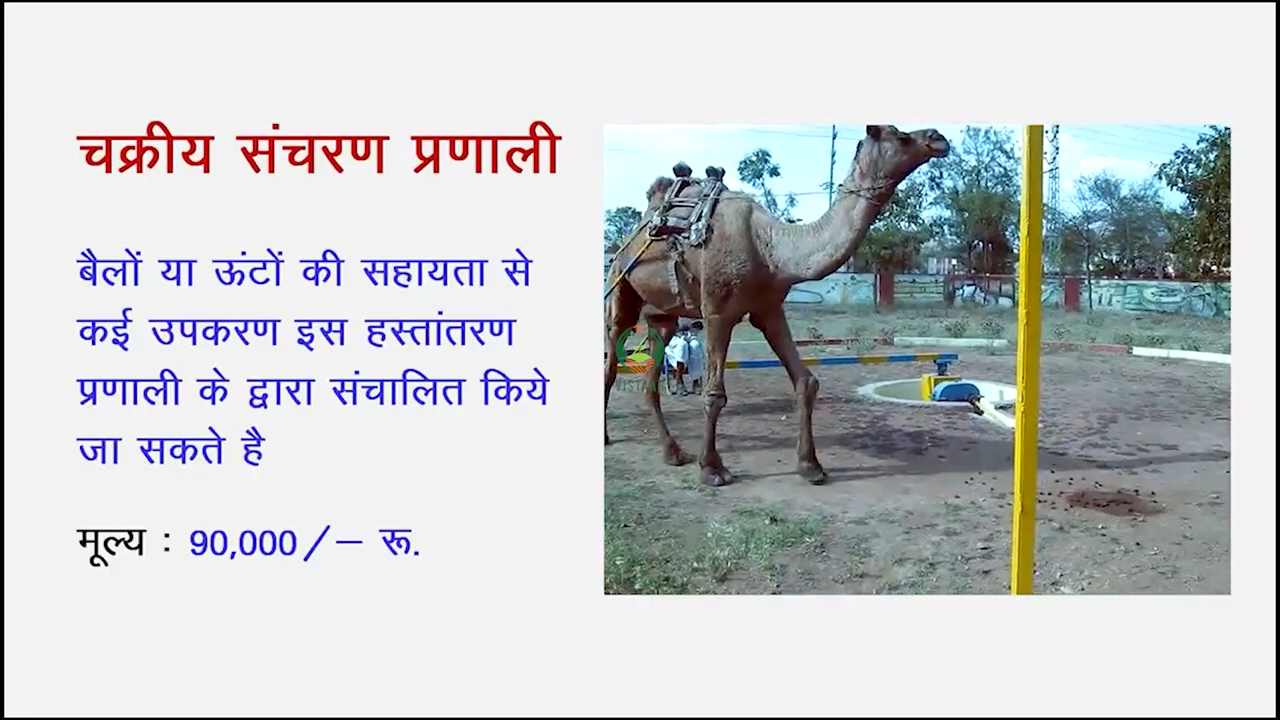 चक्रीय संचरण प्रणाली
बैलों या ऊंटों की सहायता से
कई उपकरण इस हस्तांतरण
प्रणाली के द्वारा संचालित किये
जा सकते है
मूल्य : 90,000/– रू.